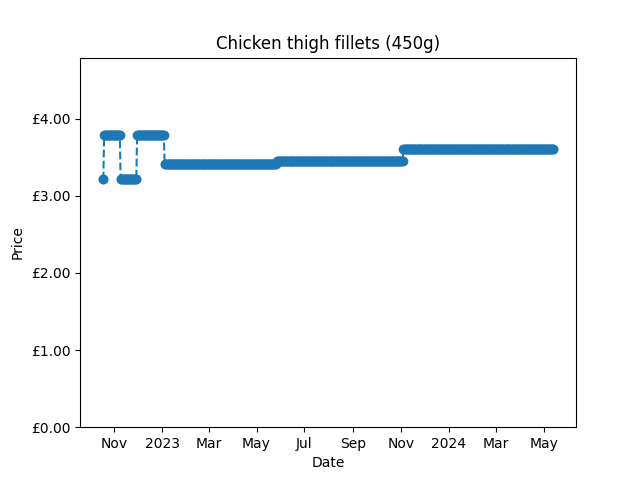 Chicken thigh fillets (450g)
£4.00
£3.00
£2.00
£1.00
£0.00
Price
Nov 2023 Mar May Jul Sep Nov 2024 Mar May
Date